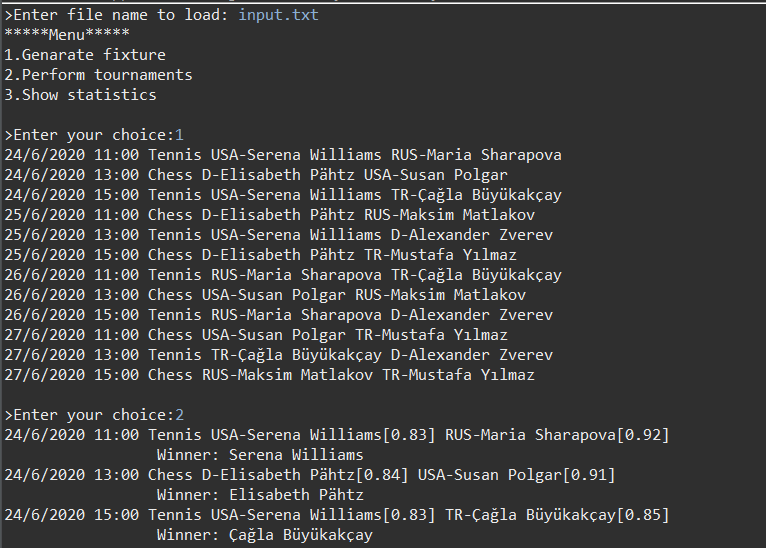 >Enter file name to load: input.txt
*****Menu*****
1.Genarate fixture
2.Perform tournaments
3.Show statistics
>Enter your choice:1
24/6/2020 11:00 Tennis USA-Serena Williams RUS-Maria Sharapova
24/6/2020 13:00 Chess D-Elisabeth Pähtz USA-Susan Polgar
24/6/2020 15:00 Tennis USA-Serena Williams TR-Çağla Büyükakçay
25/6/2020 11:00 Chess D-Elisabeth Pähtz RUS-Maksim Matlakov
25/6/2020 13:00 Tennis USA-Serena Williams D-Alexander Zverev
25/6/2020 15:00 Chess D-Elisabeth Pähtz TR-Mustafa Yılmaz
26/6/2020 11:00 Tennis RUS-Maria Sharapova TR-Çağla Büyükakçay
26/6/2020 13:00 Chess USA-Susan Polgar RUS-Maksim Matlakov
26/6/2020 15:00 Tennis RUS-Maria Sharapova D-Alexander Zverev
27/6/2020 11:00 Chess USA-Susan Polgar TR-Mustafa Yılmaz
27/6/2020 13:00 Tennis TR-Çağla Büyükakçay D-Alexander Zverev
27/6/2020 15:00 Chess RUS-Maksim Matlakov TR-Mustafa Yılmaz
>Enter your choice:2
24/6/2020 11:00 Tennis USA-Serena Williams[0.83] RUS-Maria Sharapova[0.92]
Winner: Serena Williams
24/6/2020 13:00 Chess D-Elisabeth Pähtz[0.84] USA-Susan Polgar[0.91]
Winner: Elisabeth Pähtz
24/6/2020 15:00 Tennis USA-Serena Williams[0.83] TR-Çağla Büyükakçay[0.85]
Winner: Çağla Büyükakçay